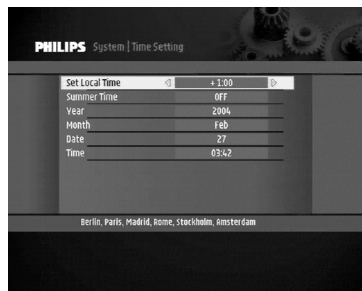 PHILIPS System | Time Setting
Set Local Time + 1:00
Summer Time OFF
Year 2004
Month Feb
Date 27
Time 03:42
Berlin, Paris, Madrid, Rome, Stockholm, Amsterdam